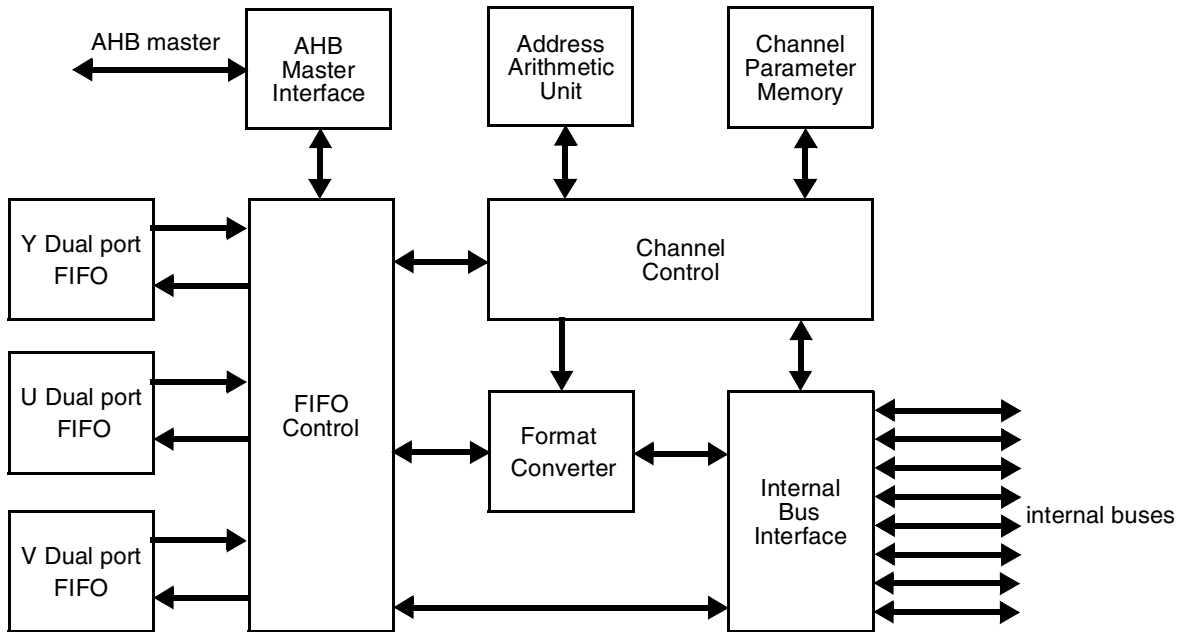 AHB master
AHB
Master
Interface
Address
Arithmetic
Unit
Channel
Parameter
Memory
Y Dual port
FIFO
Channel
Control
U Dual port
FIFO
FIFO
Control
Format
Converter
Internal
Bus
Interface
internal buses
V Dual port
FIFO